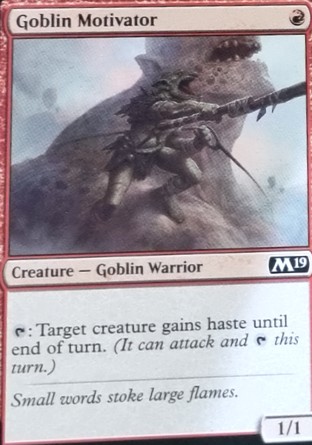 Goblin Motivator
Creature — Goblin Warrior
M19
: Target creature gains haste until
end of turn. (It can attack and this
turn.)
Small words stoke large flames.
1/1